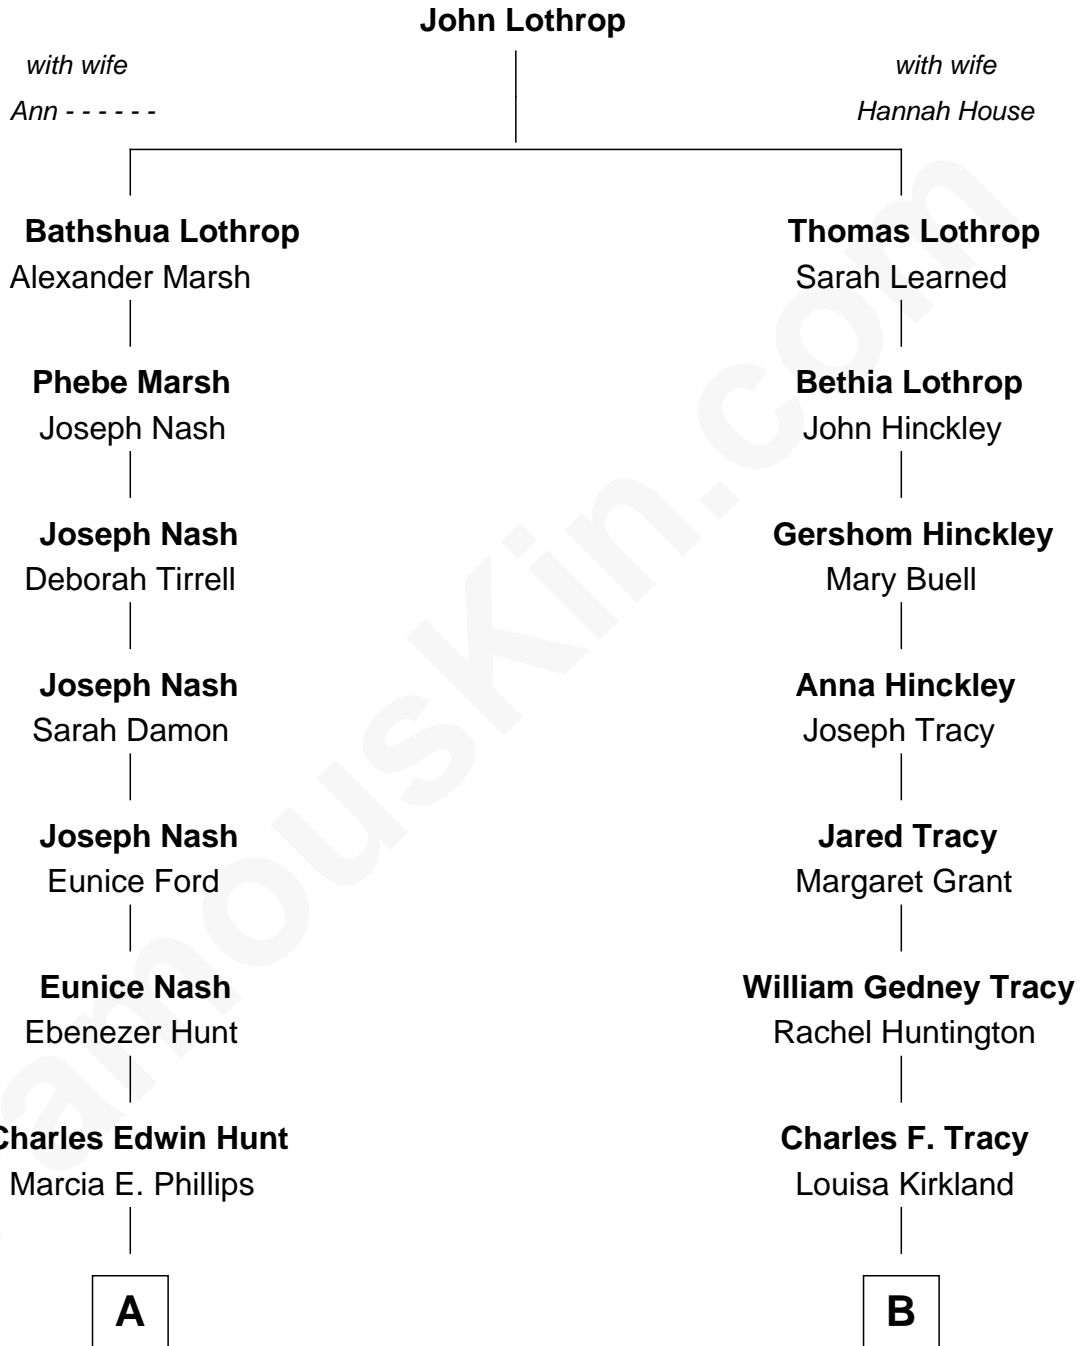 John Lothrop
with wife
with wife
Ann - - - - - -
Hannah House
Bathshua Lothrop
Thomas Lothrop
Alexander Marsh
Sarah Learned
Phebe Marsh
Bethia Lothrop
Joseph Nash
John Hinckley
Joseph Nash
Gershom Hinckley
Deborah Tirrell
Mary Buell
Joseph Nash
Anna Hinckley
Sarah Damon
Joseph Tracy
Joseph Nash
Jared Tracy
Eunice Ford
Margaret Grant
Eunice Nash
William Gedney Tracy
Ebenezer Hunt
Rachel Huntington
Charles Edwin Hunt
Charles F. Tracy
Marcia E. Phillips
Louisa Kirkland
A
B
amouskin.com